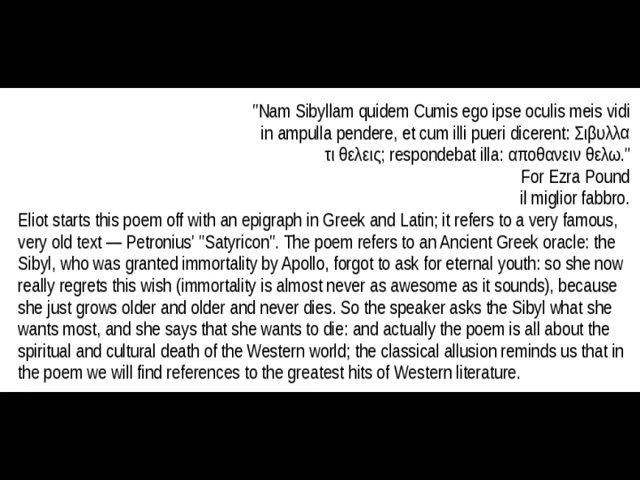 "Nam Sibyllam quidem Cumis ego ipse oculis meis vidi
in ampulla pendere, et cum illi pueri dicerent: Σιβυλλα
τι θελεις; respondebat illa: αποθανειν θελω."
For Ezra Pound
il miglior fabbro.
Eliot starts this poem off with an epigraph in Greek and Latin; it refers to a very famous,
very old text — Petronius' "Satyricon". The poem refers to an Ancient Greek oracle: the
Sibyl, who was granted immortality by Apollo, forgot to ask for eternal youth: so she now
really regrets this wish (immortality is almost never as awesome as it sounds), because
she just grows older and older and never dies. So the speaker asks the Sibyl what she
wants most, and she says that she wants to die: and actually the poem is all about the
spiritual and cultural death of the Western world; the classical allusion reminds us that in
the poem we will find references to the greatest hits of Western literature.